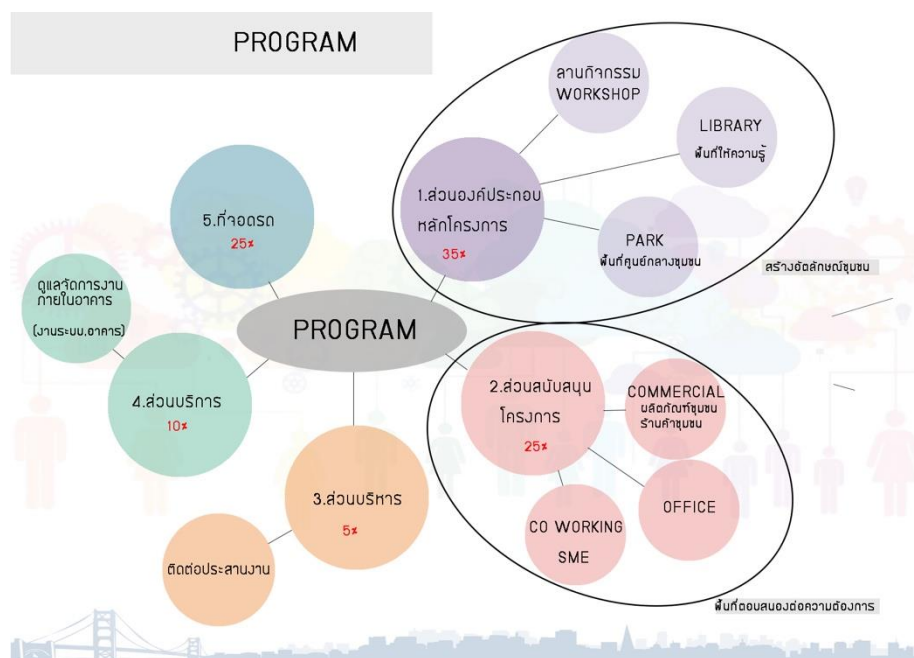 PROGRAM
ลานกิจกรรม
WORKSHOP
LIBRARY
พื้นที่ให้ความรู้
1.ส่วนองค์ประกอบ
หลักโครงการ
35%
PARK
พื้นที่ศูนย์กลางชุมชน
สร้างอัตลักษณ์ชุมชน
5.ที่จอดรถ
25%
ดูแลจัดการงาน
ภายในอาคาร
(งานระบบ,อาคาร)
PROGRAM
4.ส่วนบริการ
10%
2.ส่วนสนับสนุน
โครงการ
25%
COMMERCIAL
ผลิตภัณฑ์ชุมชน
ร้านค้าชุมชน
OFFICE
CO WORKING
SME
3.ส่วนบริหาร
5%
ติดต่อประสานงาน
พื้นที่ตอบสนองต่อความต้องการ